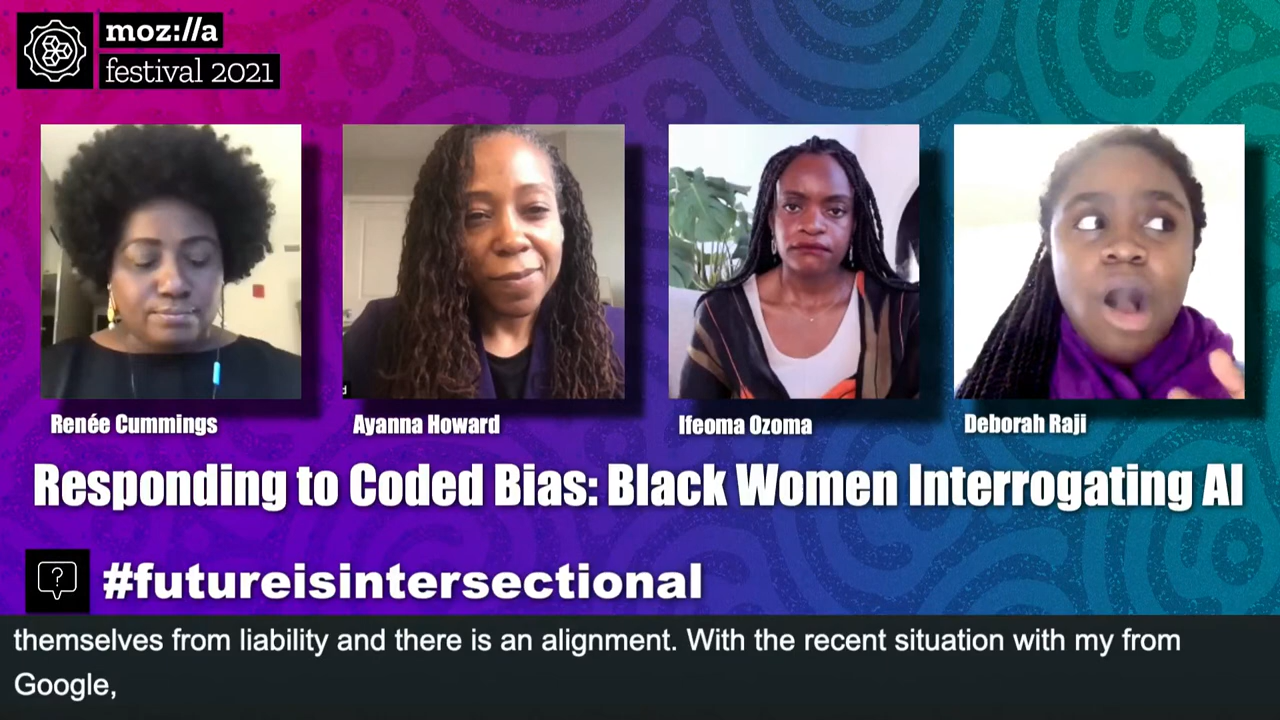 moz://a
festival 2021
Renée Cummings
Ayanna Howard
Ifeoma Ozoma
Deborah Raji
Responding to Coded Bias: Black Women Interrogating AI
?
#futureisintersectional
themselves from liability and there is an alignment. With the recent situation with my from
Google,